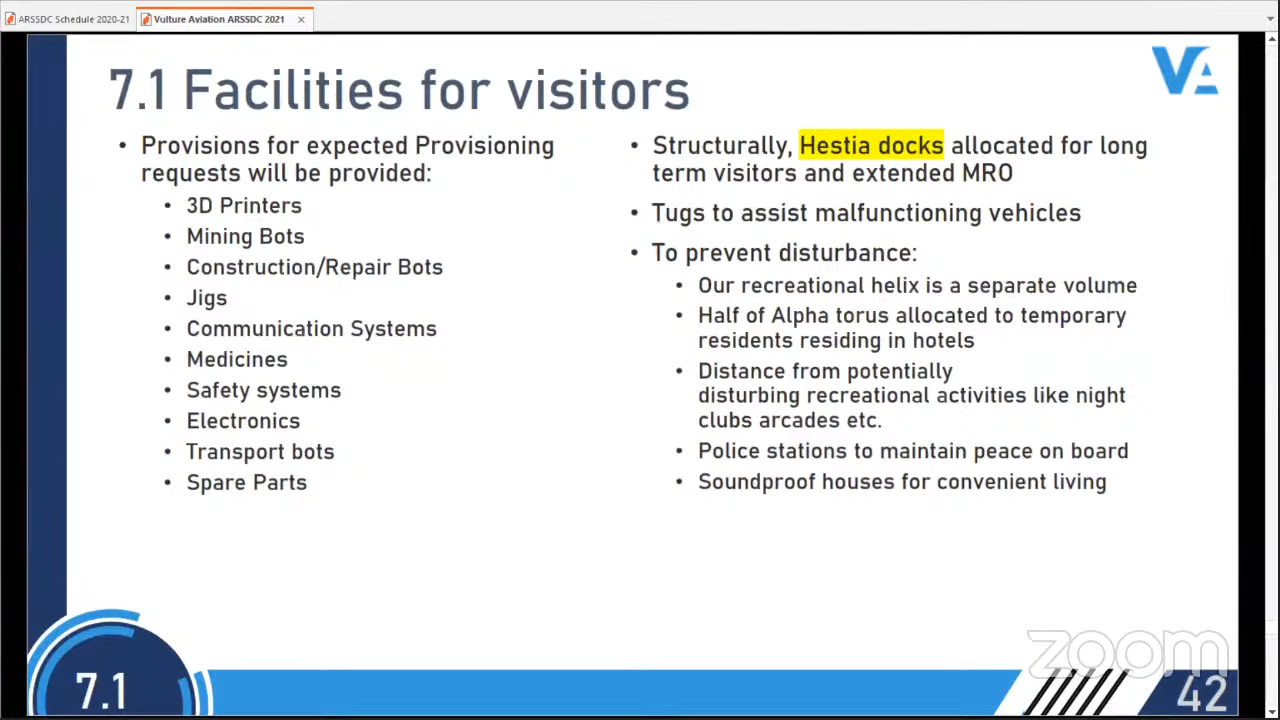 ARSSDC Schedule 2020-21
Vulture Aviation ARSSDC 2021
7.1 Facilities for visitors
VA
• Provisions for expected Provisioning
requests will be provided:
• 3D Printers
• Mining Bots
• Construction/Repair Bots
• Jigs
• Communication Systems
• Medicines
• Safety systems
• Electronics
• Transport bots
• Spare Parts
• Structurally, Hestia docks allocated for long
term visitors and extended MRO
• Tugs to assist malfunctioning vehicles
• To prevent disturbance:
• Our recreational helix is a separate volume
• Half of Alpha torus allocated to temporary
residents residing in hotels
• Distance from potentially
disturbing recreational activities like night
clubs arcades etc.
• Police stations to maintain peace on board
• Soundproof houses for convenient living
zoom
7.1
42